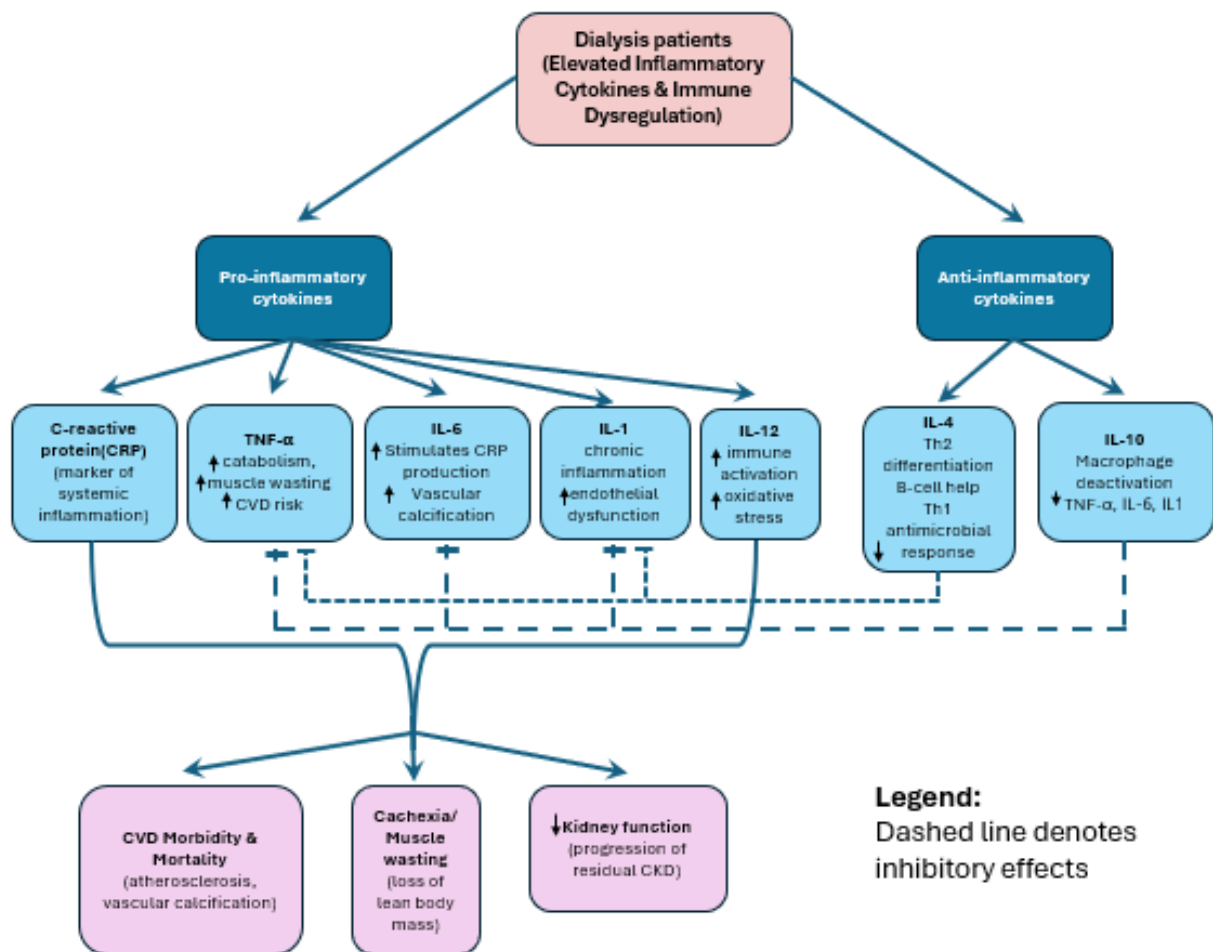 Dialysis patients
(Elevated Inflammatory
Cytokines & Immune
Dysregulation)
Pro-inflammatory
cytokines
Anti-inflammatory
cytokines
C-reactive
protein(CRP)
(marker of
systemic
inflammation)
TNF-α
↑ catabolism,
↑ muscle wasting
↑ CVD risk
IL-6
↑ Stimulates CRP
production
↑ Vascular
calcification
IL-1
chronic
inflammation
↑ endothelial
dysfunction
IL-12
↑ immune
activation
↑ oxidative
stress
IL-4
Th2
differentiation
B-cell help
Th1
antimicrobial
↓ response
IL-10
Macrophage
deactivation
↓ TNF-α, IL-6, IL1
CVD Morbidity &
Mortality
(atherosclerosis,
vascular calcification)
Cachexia/
Muscle
wasting
(loss of
lean body
mass)
↓Kidney function
(progression of
residual CKD)
Legend:
Dashed line denotes
inhibitory effects